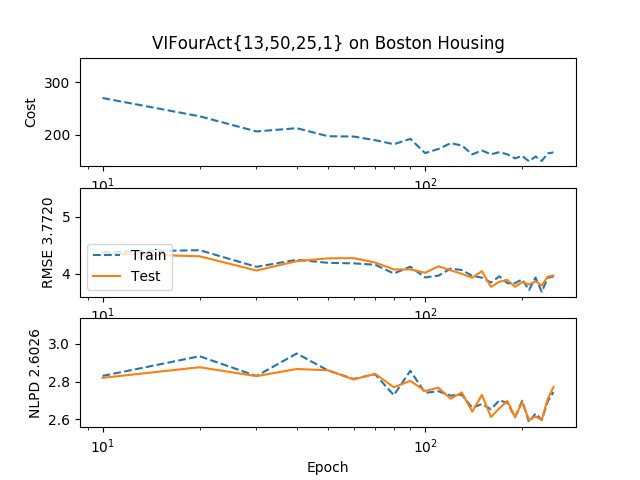 VIFourAct{13,50,25,1} on Boston Housing
300
200
Cost
10¹
10²
5
4
RMSE 3.7720
Train
Test
10¹
10²
3.0
2.8
2.6
NLPD 2.6026
10¹
10²
Epoch